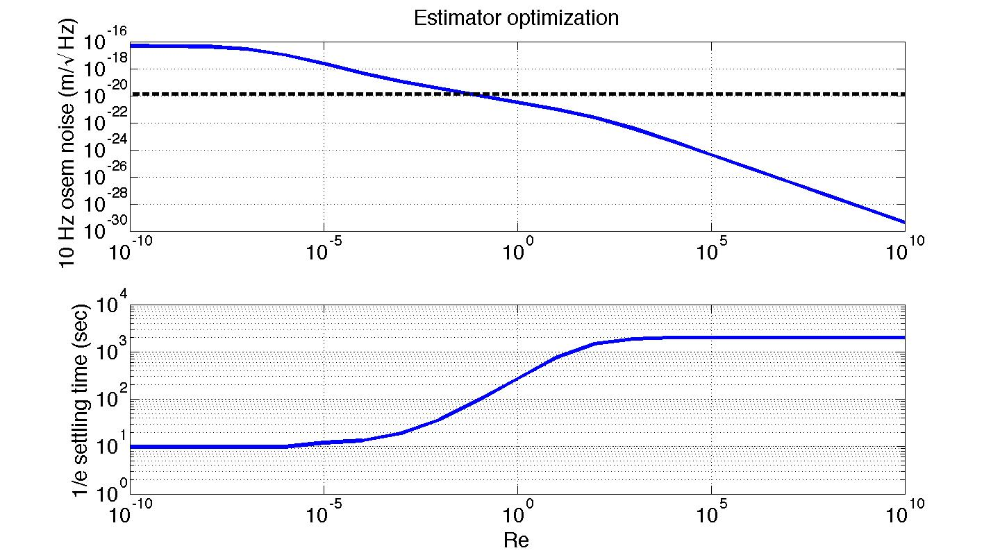 Estimator optimization
10 Hz osem noise (m/√ Hz)
10^-16
10^-18
10^-20
10^-22
10^-24
10^-26
10^-28
10^-30
10^-10 10^-5 10^0 10^5 10^10
1/e settling time (sec)
10^4
10^3
10^2
10^1
10^0
10^-10 10^-5 10^0 10^5 10^10
Re